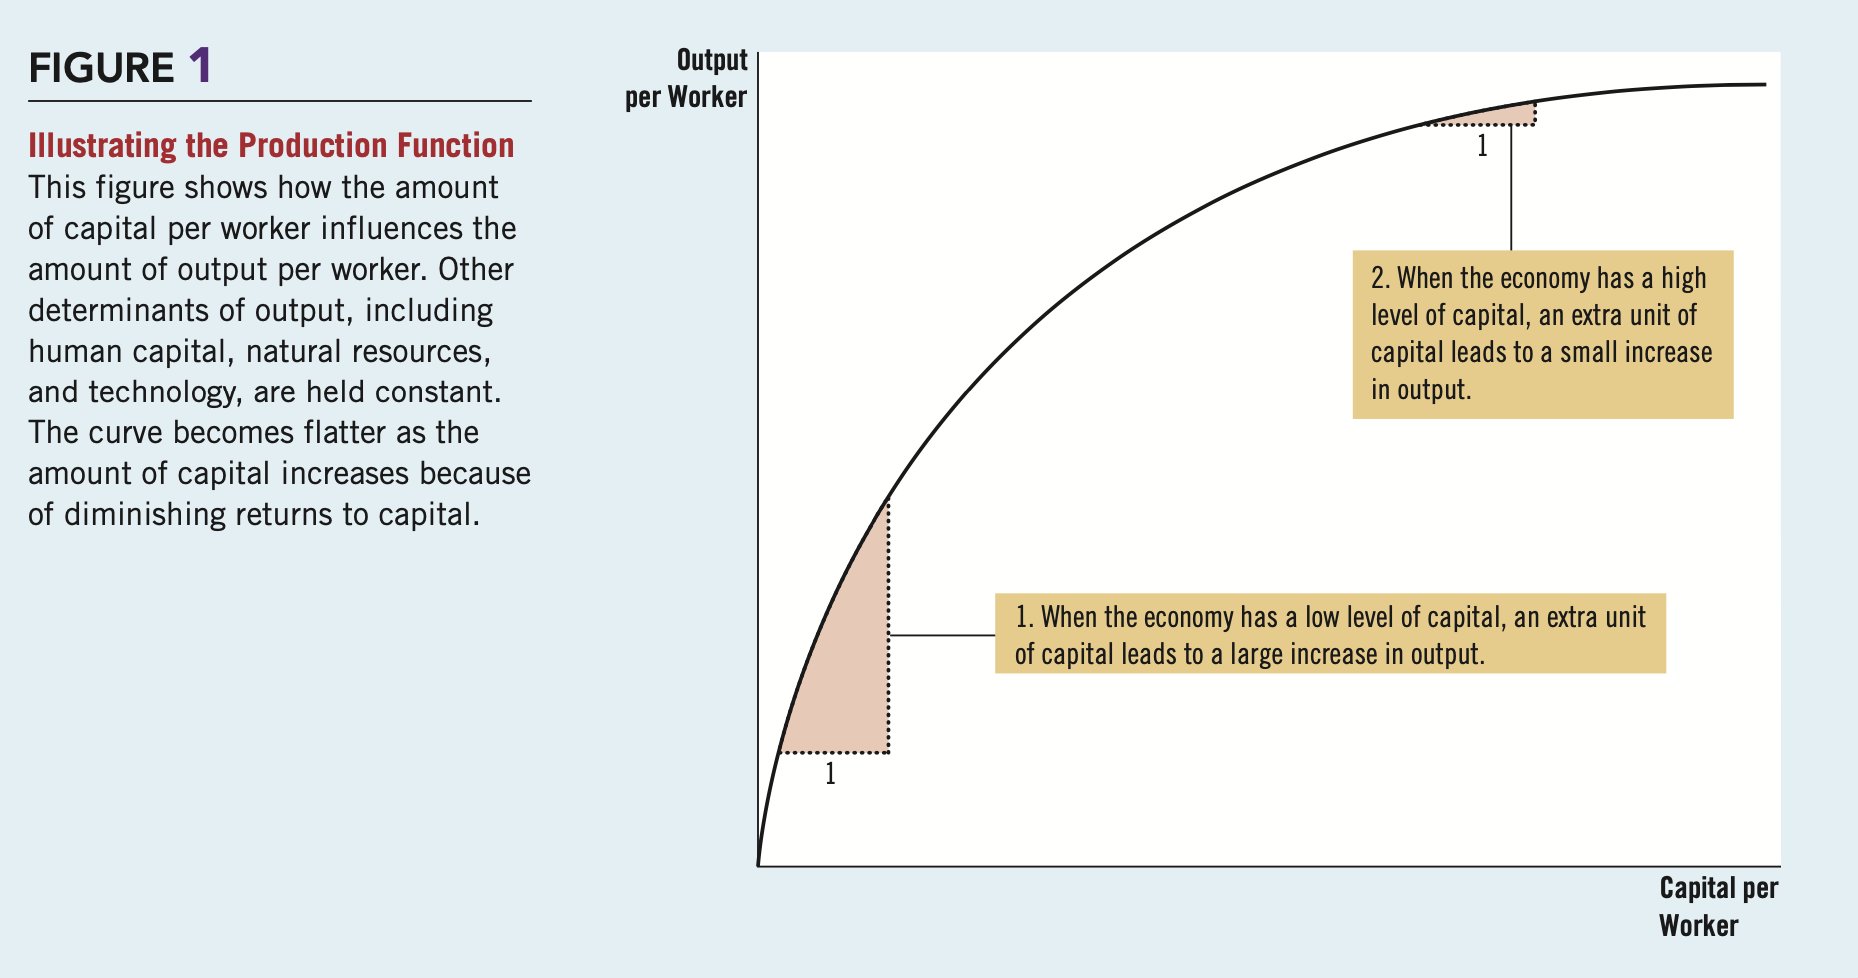 FIGURE 1
Illustrating the Production Function
This figure shows how the amount
of capital per worker influences the
amount of output per worker. Other
determinants of output, including
human capital, natural resources,
and technology, are held constant.
The curve becomes flatter as the
amount of capital increases because
of diminishing returns to capital.
Output
per Worker
1
2. When the economy has a high
level of capital, an extra unit of
capital leads to a small increase
in output.
1. When the economy has a low level of capital, an extra unit
of capital leads to a large increase in output.
1
Capital per
Worker